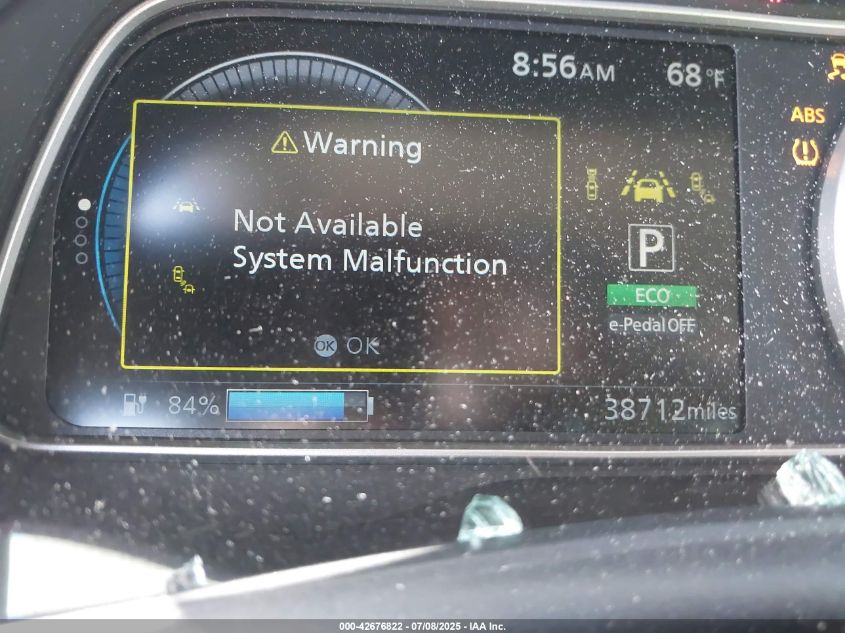 8:56AM 68°F
ABS
Warning
Not Available
System Malfunction
P
ECO
e-Pedal OFF
OK OK
84%
38712miles
000-42676822 - 07/08/2025 - IAA Inc.